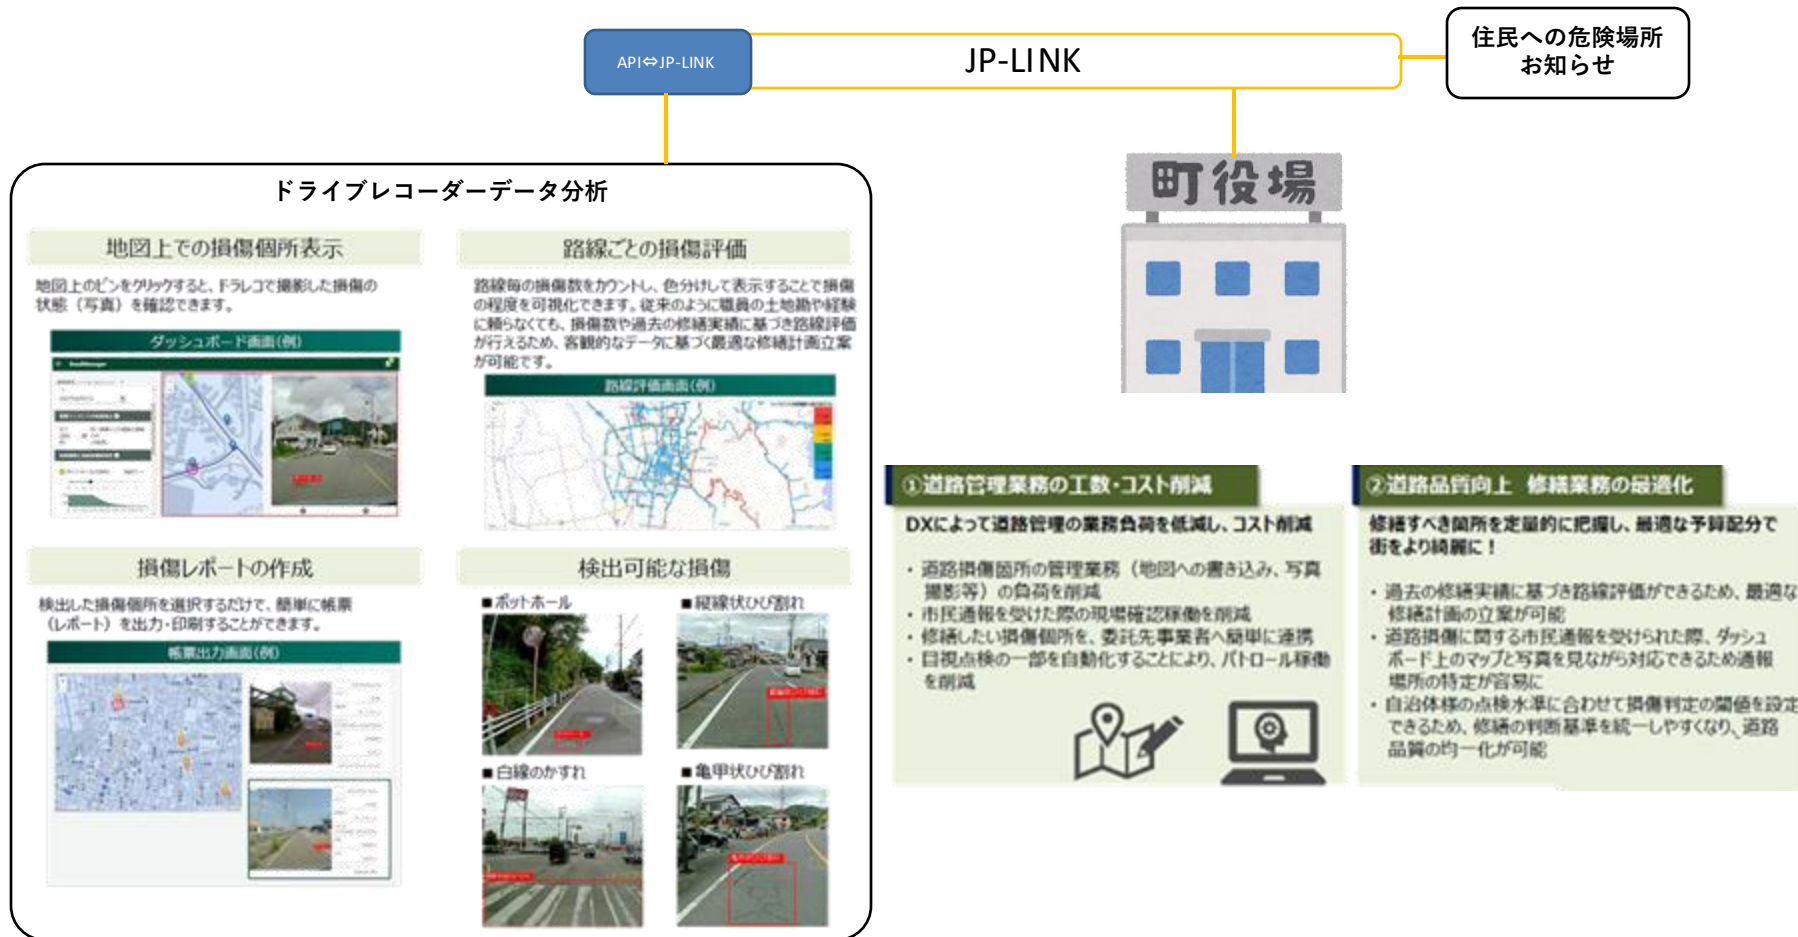 API⇔JP-LINK
JP-LINK
住民への危険場所
お知らせ
町役場
ドライブレコーダーデータ分析
地図上での損傷個所表示
地図上のピンをクリックすると、ドラレコで撮影した損傷の
状態（写真）を確認できます。
ダッシュボード画面(例)
路線ごとの損傷評価
路線毎の損傷数をカウントし、色分けして表示することで損傷
の程度を可視化できます。従来のように職員の土地勘や経験
に頼らなくても、損傷数や過去の修繕実績に基づき路線評価
が行えるため、客観的なデータに基づく最適な修繕計画立案
が可能です。
路線評価画面(例)
損傷レポートの作成
検出した損傷個所を選択するだけで、簡単に帳票
（レポート）を出力・印刷することができます。
帳票出力画面(例)
検出可能な損傷
■ポットホール
■縦線状ひび割れ
■白線のかすれ
■亀甲状ひび割れ
①道路管理業務の工数・コスト削減
DXによって道路管理の業務負荷を低減し、コスト削減
・道路損傷箇所の管理業務（地図への書き込み、写真
撮影等）の負荷を削減
・市民通報を受けた際の現場確認稼働を削減
・修繕したい損傷個所を、委託先事業者へ簡単に連携
・目視点検の一部を自動化することにより、パトロール稼働
を削減
②道路品質向上 修繕業務の最適化
修繕すべき箇所を定量的に把握し、最適な予算配分で
街をより綺麗に！
・過去の修繕実績に基づき路線評価ができるため、最適な
修繕計画の立案が可能
・道路損傷に関する市民通報を受けられた際、ダッシュ
ボード上のマップと写真を見ながら対応できるため通報
場所の特定が容易に
・自治体様の点検水準に合わせて損傷判定の閾値を設定
できるため、修繕の判断基準を統一しやすくなり、道路
品質の均一化が可能